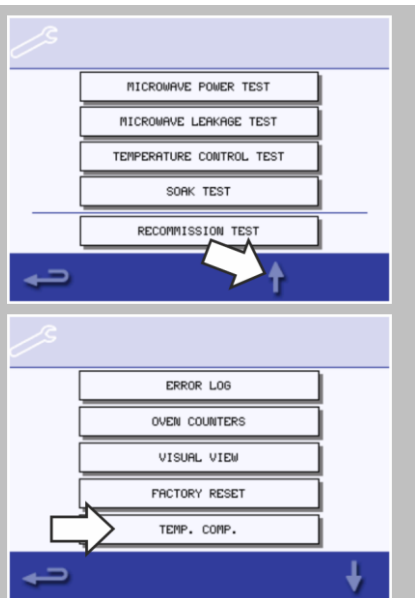 MICROWAVE POWER TEST
MICROWAVE LEAKAGE TEST
TEMPERATURE CONTROL TEST
SOAK TEST
RECOMMISSION TEST
ERROR LOG
OVEN COUNTERS
VISUAL VIEW
FACTORY RESET
TEMP. COMP.